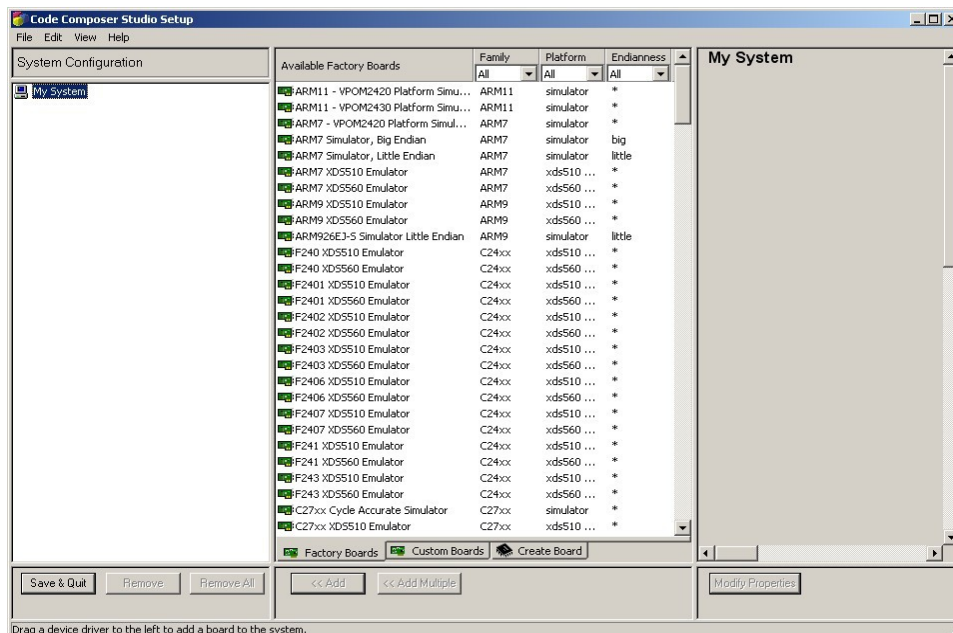 Code Composer Studio Setup
File Edit View Help
System Configuration
My System
Available Factory Boards Family Platform Endianness
All All All
ARM11 - VPOM2420 Platform Simu... ARM11 simulator *
ARM11 - VPOM2430 Platform Simu... ARM11 simulator *
ARM7 - VPOM2420 Platform Simul... ARM7 simulator *
ARM7 Simulator, Big Endian ARM7 simulator big
ARM7 Simulator, Little Endian ARM7 simulator little
ARM7 XDS510 Emulator ARM7 xds510 ... *
ARM7 XDS560 Emulator ARM7 xds560 ... *
ARM9 XDS510 Emulator ARM9 xds510 ... *
ARM9 XDS560 Emulator ARM9 xds560 ... *
ARM926EJ-S Simulator Little Endian ARM9 simulator little
F240 XDS510 Emulator C24xx xds510 ... *
F240 XDS560 Emulator C24xx xds560 ... *
F2401 XDS510 Emulator C24xx xds510 ... *
F2401 XDS560 Emulator C24xx xds560 ... *
F2402 XDS510 Emulator C24xx xds510 ... *
F2402 XDS560 Emulator C24xx xds560 ... *
F2403 XDS510 Emulator C24xx xds510 ... *
F2403 XDS560 Emulator C24xx xds560 ... *
F2406 XDS510 Emulator C24xx xds510 ... *
F2406 XDS560 Emulator C24xx xds560 ... *
F2407 XDS510 Emulator C24xx xds510 ... *
F2407 XDS560 Emulator C24xx xds560 ... *
F241 XDS510 Emulator C24xx xds510 ... *
F241 XDS560 Emulator C24xx xds560 ... *
F243 XDS510 Emulator C24xx xds510 ... *
F243 XDS560 Emulator C24xx xds560 ... *
C27xx Cycle Accurate Simulator C27xx simulator *
C27xx XDS510 Emulator C27xx xds510 ... *
Factory Boards Custom Boards Create Board
My System
Save & Quit Remove Remove All << Add << Add Multiple Modify Properties
Drag a device driver to the left to add a board to the system.